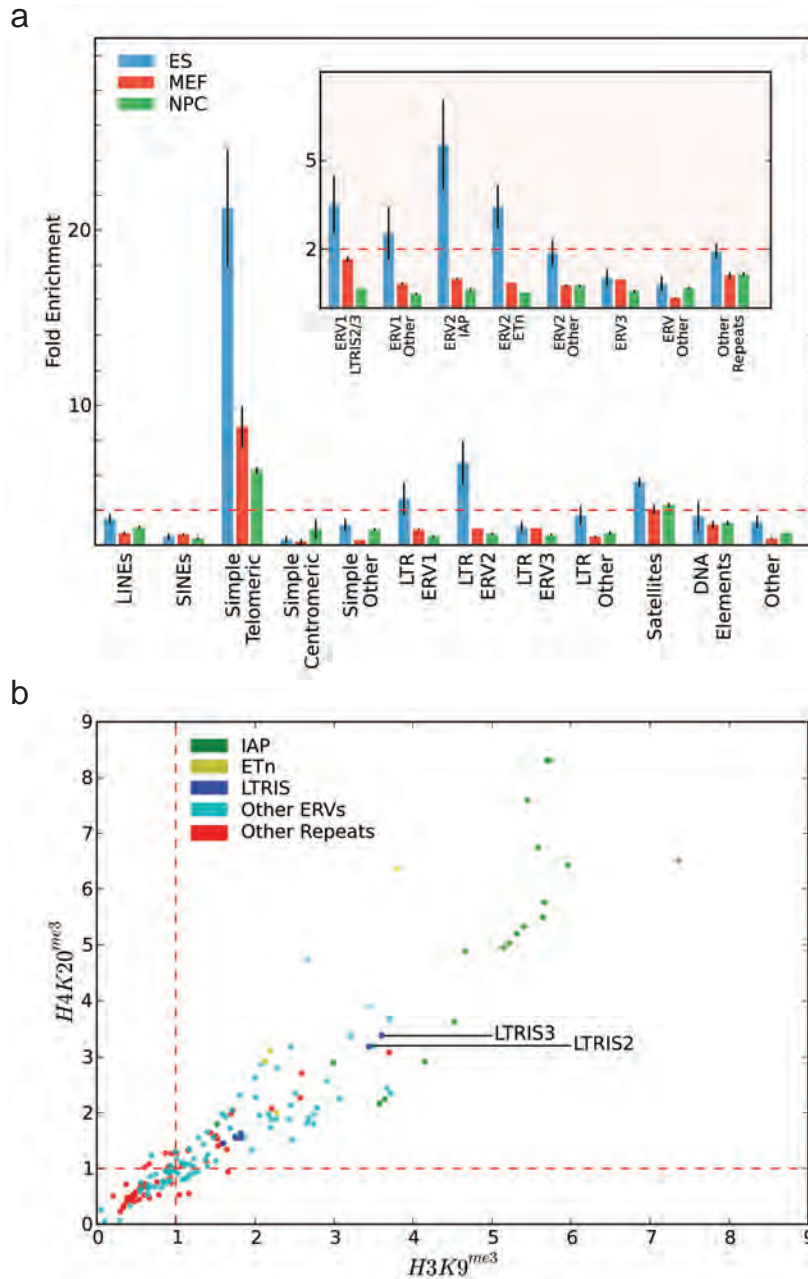 a
ES
MEF
NPC
Fold Enrichment
20
10
5
2
ERV1
LTRIS2/3
ERV1
Other
ERV2
IAP
ERV2
ETn
ERV2
Other
ERV3
ERV
Other
Other
Repeats
LINEs
SINEs
Simple
Telomeric
Simple
Centromeric
Simple
Other
LTR
ERV1
LTR
ERV2
LTR
ERV3
LTR
Other
Satellites
DNA
Elements
Other
b
IAP
ETn
LTRIS
Other ERVs
Other Repeats
H4K20me3
9
8
7
6
5
4
3
2
1
0
LTRIS3
LTRIS2
0 1 2 3 4 5 6 7 8 9
H3K9me3